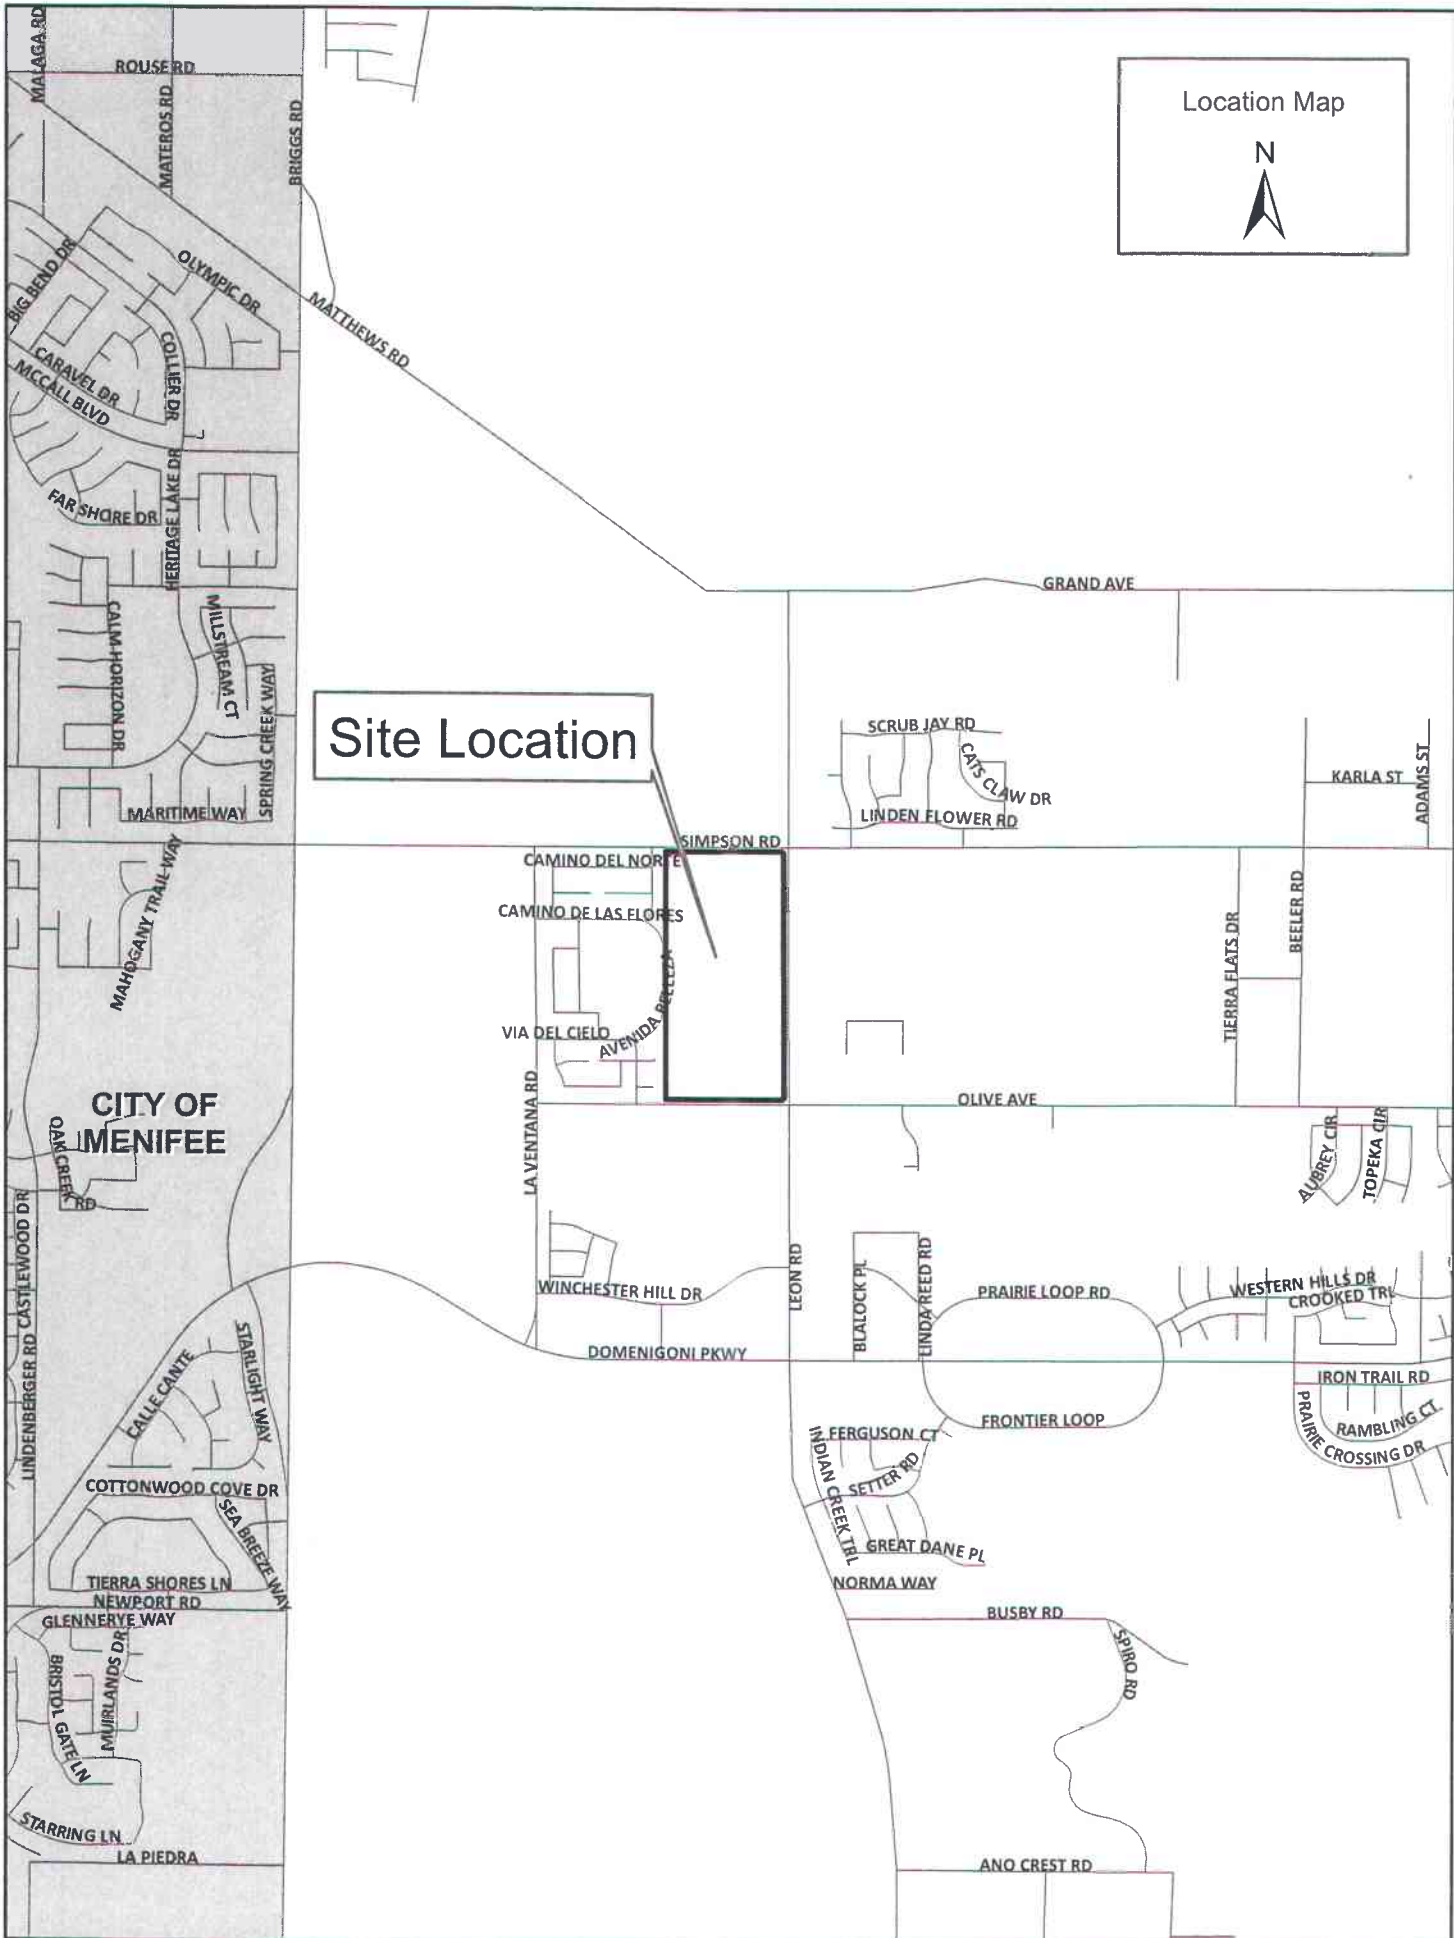 MALAGA RD
ROUSE RD
MATEROS RD
BRIGGS RD
Location Map
N
BIG BEND DR
OLYMPIC DR
MATTHEWS RD
COLLIER DR
CARAVEL DR
MCCALL BLVD
HERITAGE LAKE DR
FAR SHORE DR
GRAND AVE
CALM HORIZON DR
MILLSTREAM CT
SPRING CREEK WAY
Site Location
SCRUB JAY RD
CATS CLAW DR
KARLA ST
ADAMS ST
MARITIME WAY
LINDEN FLOWER RD
SIMPSON RD
MAHOGANY TRAIL WAY
CAMINO DEL NORTE
CAMINO DE LAS FLORES
AVENIDA BELLEZA
VIA DEL CIELO
TIERRA FLATS DR
BEELER RD
CITY OF
MENIFEE
OAK CREEK RD
LA VENTANA RD
OLIVE AVE
AUBREY CIR
TOPEKA CIR
CASTLEWOOD DR
LINDENBERGER RD
WINCHESTER HILL DR
LEON RD
BLALOCK PL
LINDA REED RD
PRAIRIE LOOP RD
WESTERN HILLS DR
CROOKED TRL
STARLIGHT WAY
CALLE CANTE
DOMENIGONI PKWY
IRON TRAIL RD
RAMBLING CT
PRAIRIE CROSSING DR
FRONTIER LOOP
FERGUSON CT
INDIAN CREEK TRL
SETTER RD
GREAT DANE PL
NORMA WAY
COTTONWOOD COVE DR
SEA BREEZE WAY
TIERRA SHORES LN
NEWPORT RD
GLENNERYE WAY
BUSBY RD
SPIRO RD
BRISTOL GATE LN
MUIRLANDS DR
STARRING LN
LA PIEDRA
ANO CREST RD